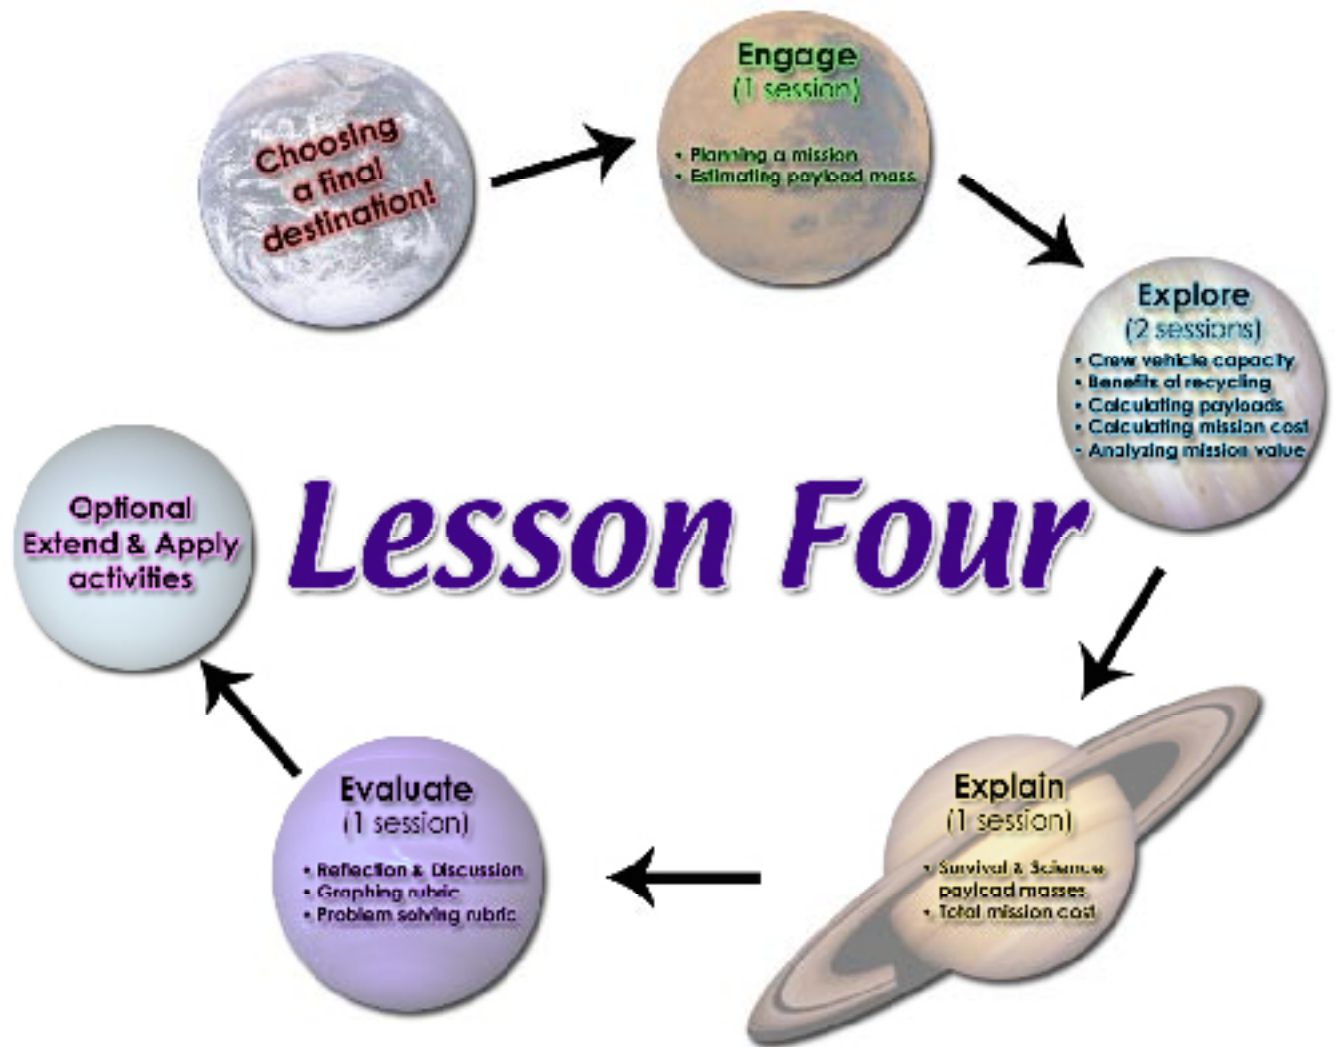 Choosing
a final
destination!
Engage
(1 session)
• Planning a mission
• Estimating payload mass
Explore
(2 sessions)
• Crew vehicle capacity
• Benefits of recycling
• Calculating payloads
• Calculating mission cost
• Analyzing mission value
Lesson Four
Explain
(1 session)
• Survival & Science
payload masses
• Total mission cost
Evaluate
(1 session)
• Reflection & Discussion
• Graphing rubric
• Problem solving rubric
Optional
Extend & Apply
activities